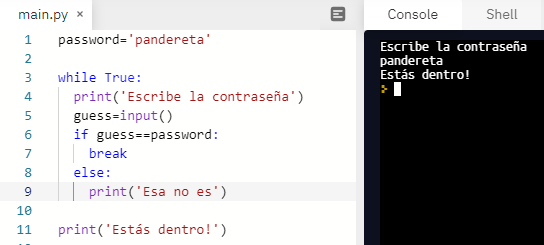 main.py ×
1 password='pandereta'
2
3 while True:
4 print('Escribe la contraseña')
5 guess=input()
6 if guess==password:
7 break
8 else:
9 print('Esa no es')
10
11 print('Estás dentro!')
Console Shell
Escribe la contraseña
pandereta
Estás dentro!